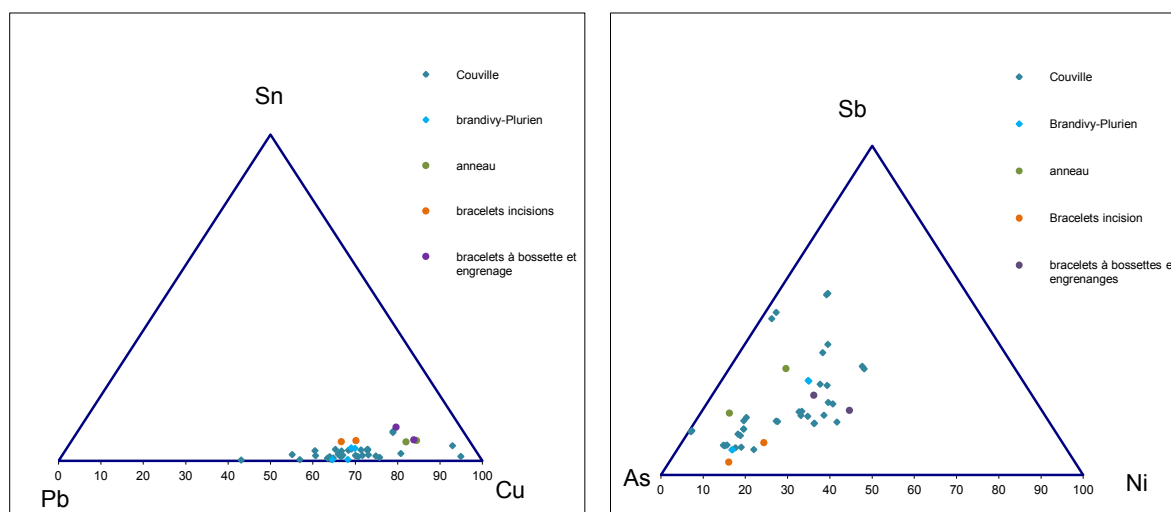 Sn
Couville
brandivy-Plurien
anneau
bracelets incisions
bracelets à bossette et
engrenage
0 10 20 30 40 50 60 70 80 90 100
Pb
Cu
Sb
Couville
Brandivy-Plurien
anneau
Bracelets incision
bracelets à bossettes e
engrenanges
As
0 10 20 30 40 50 60 70 80 90 100
Ni